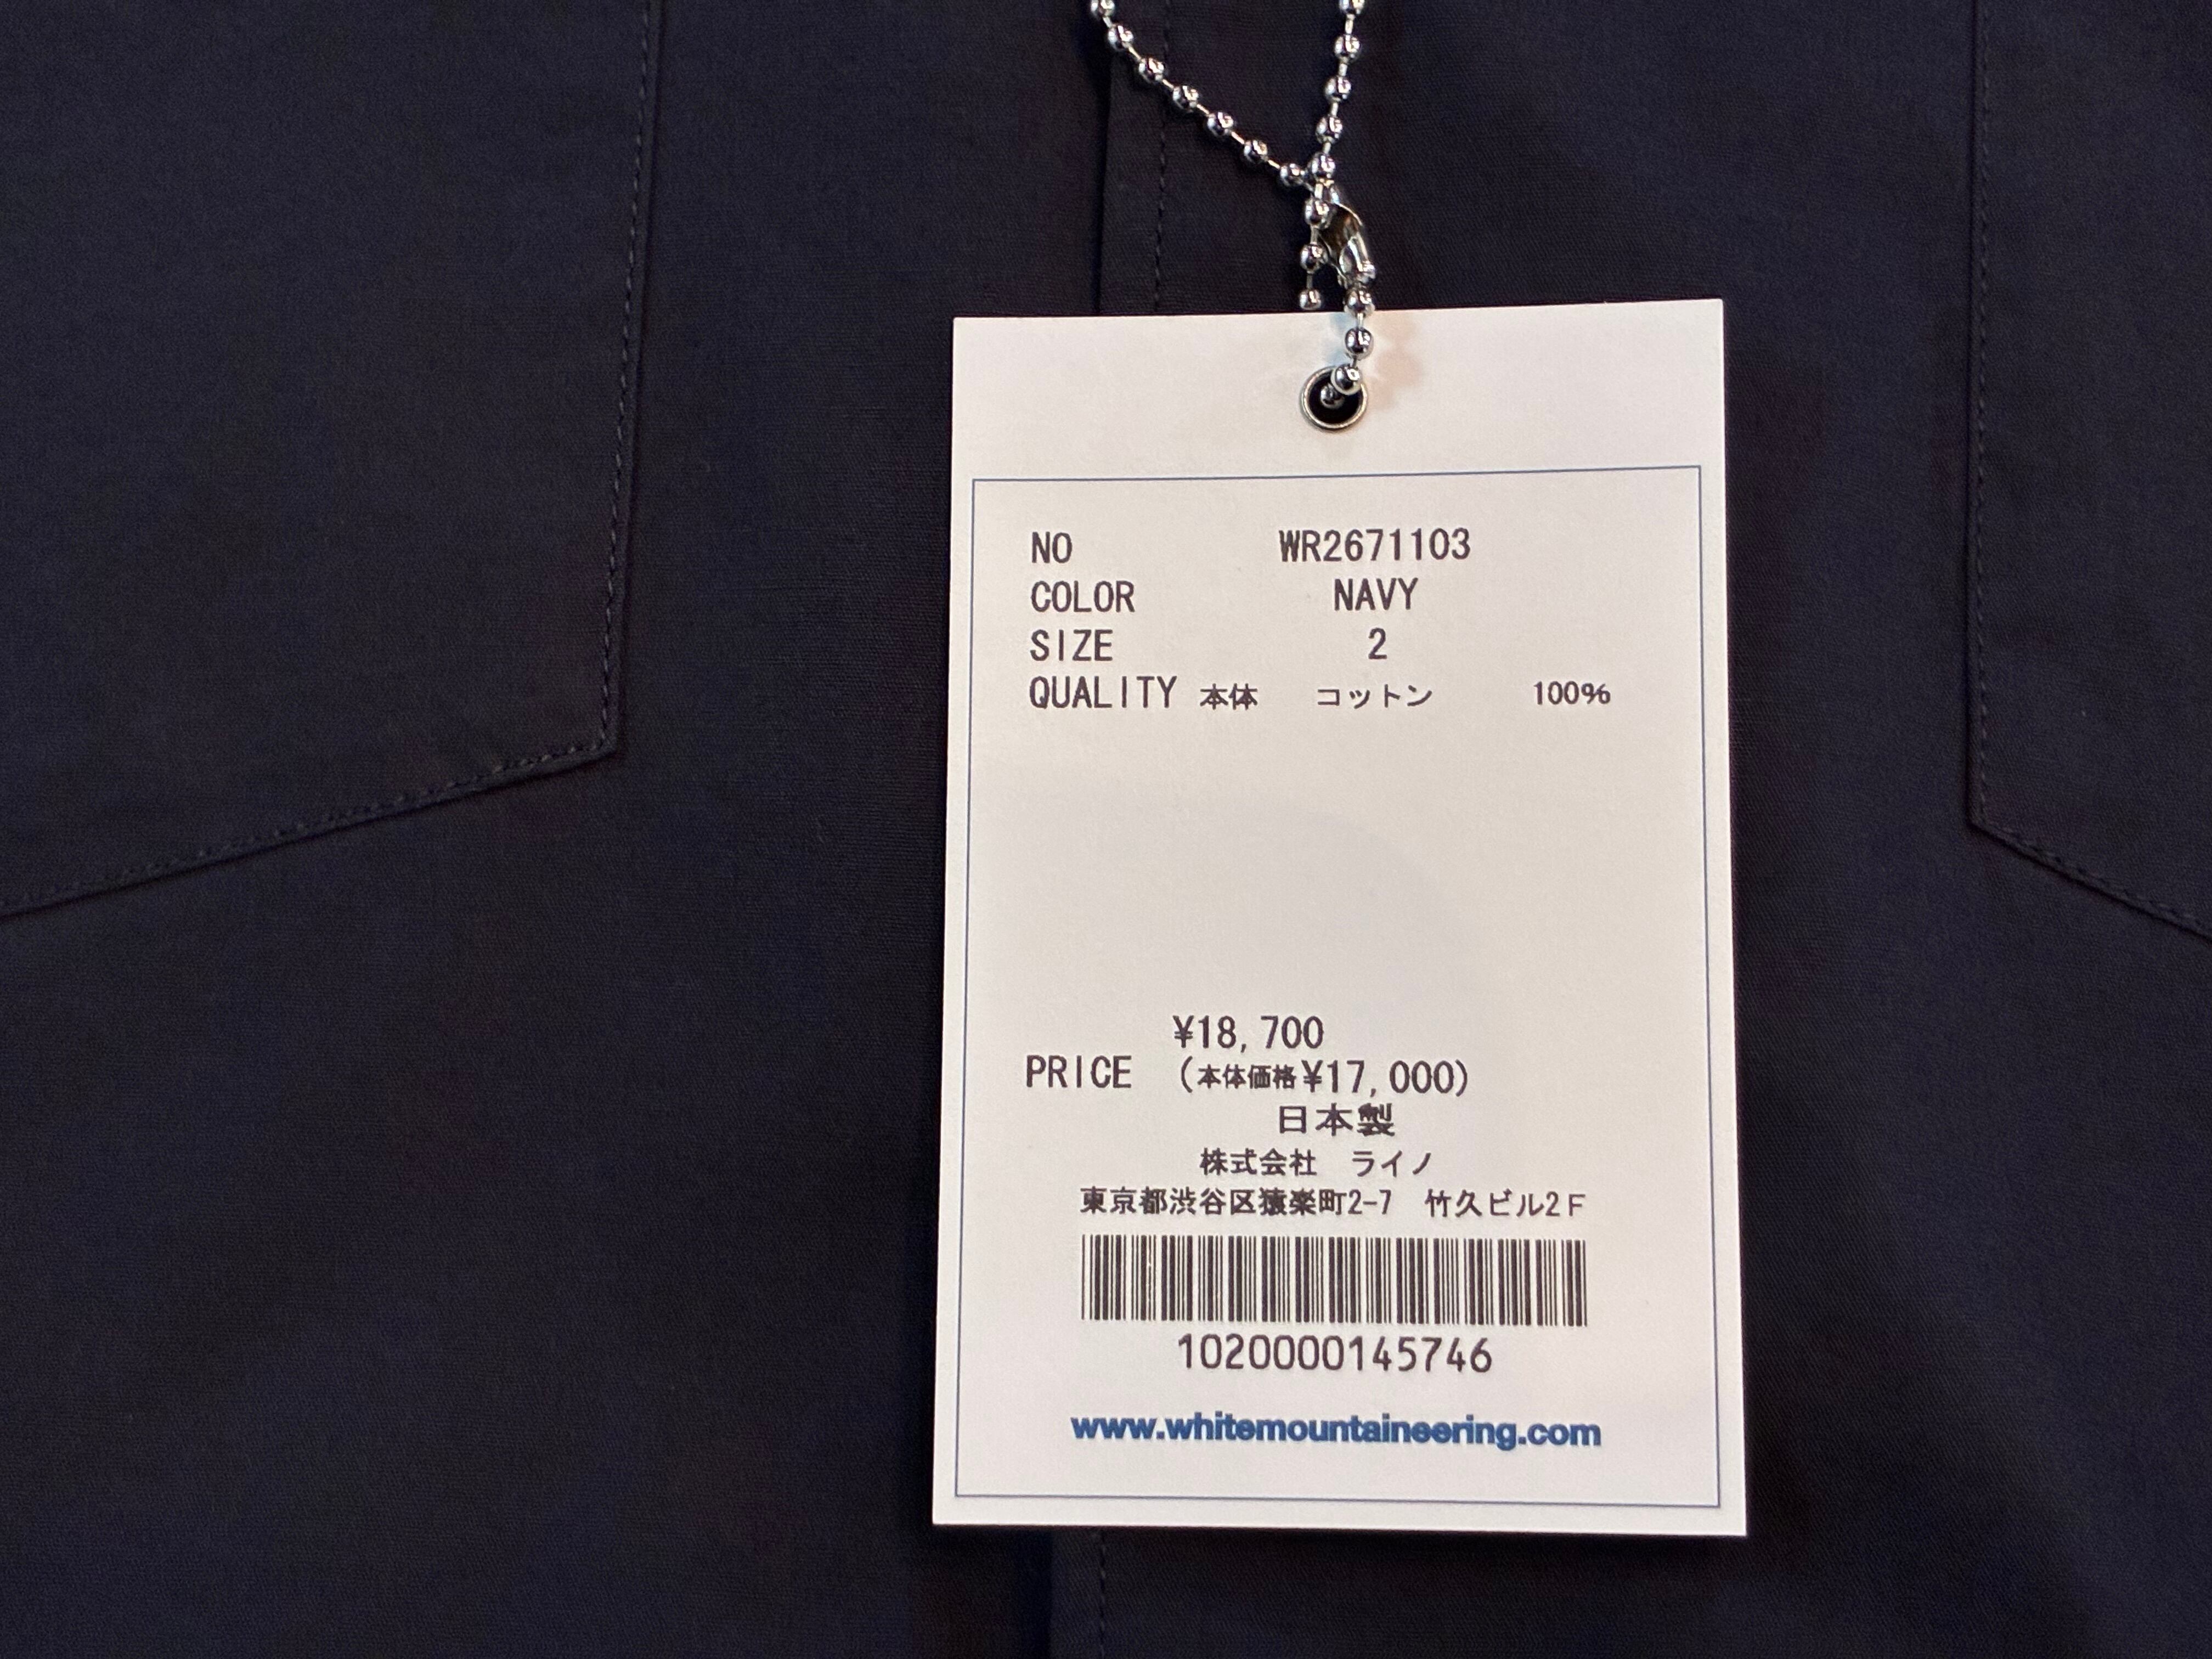 NO WR2671103
COLOR NAVY
SIZE 2
QUALITY 本体 コットン 100%
¥18,700
PRICE (本体価格¥17,000)
日本製
株式会社 ライノ
東京都渋谷区猿楽町2-7 竹久ビル2F
1020000145746
www.whitemountaineering.com